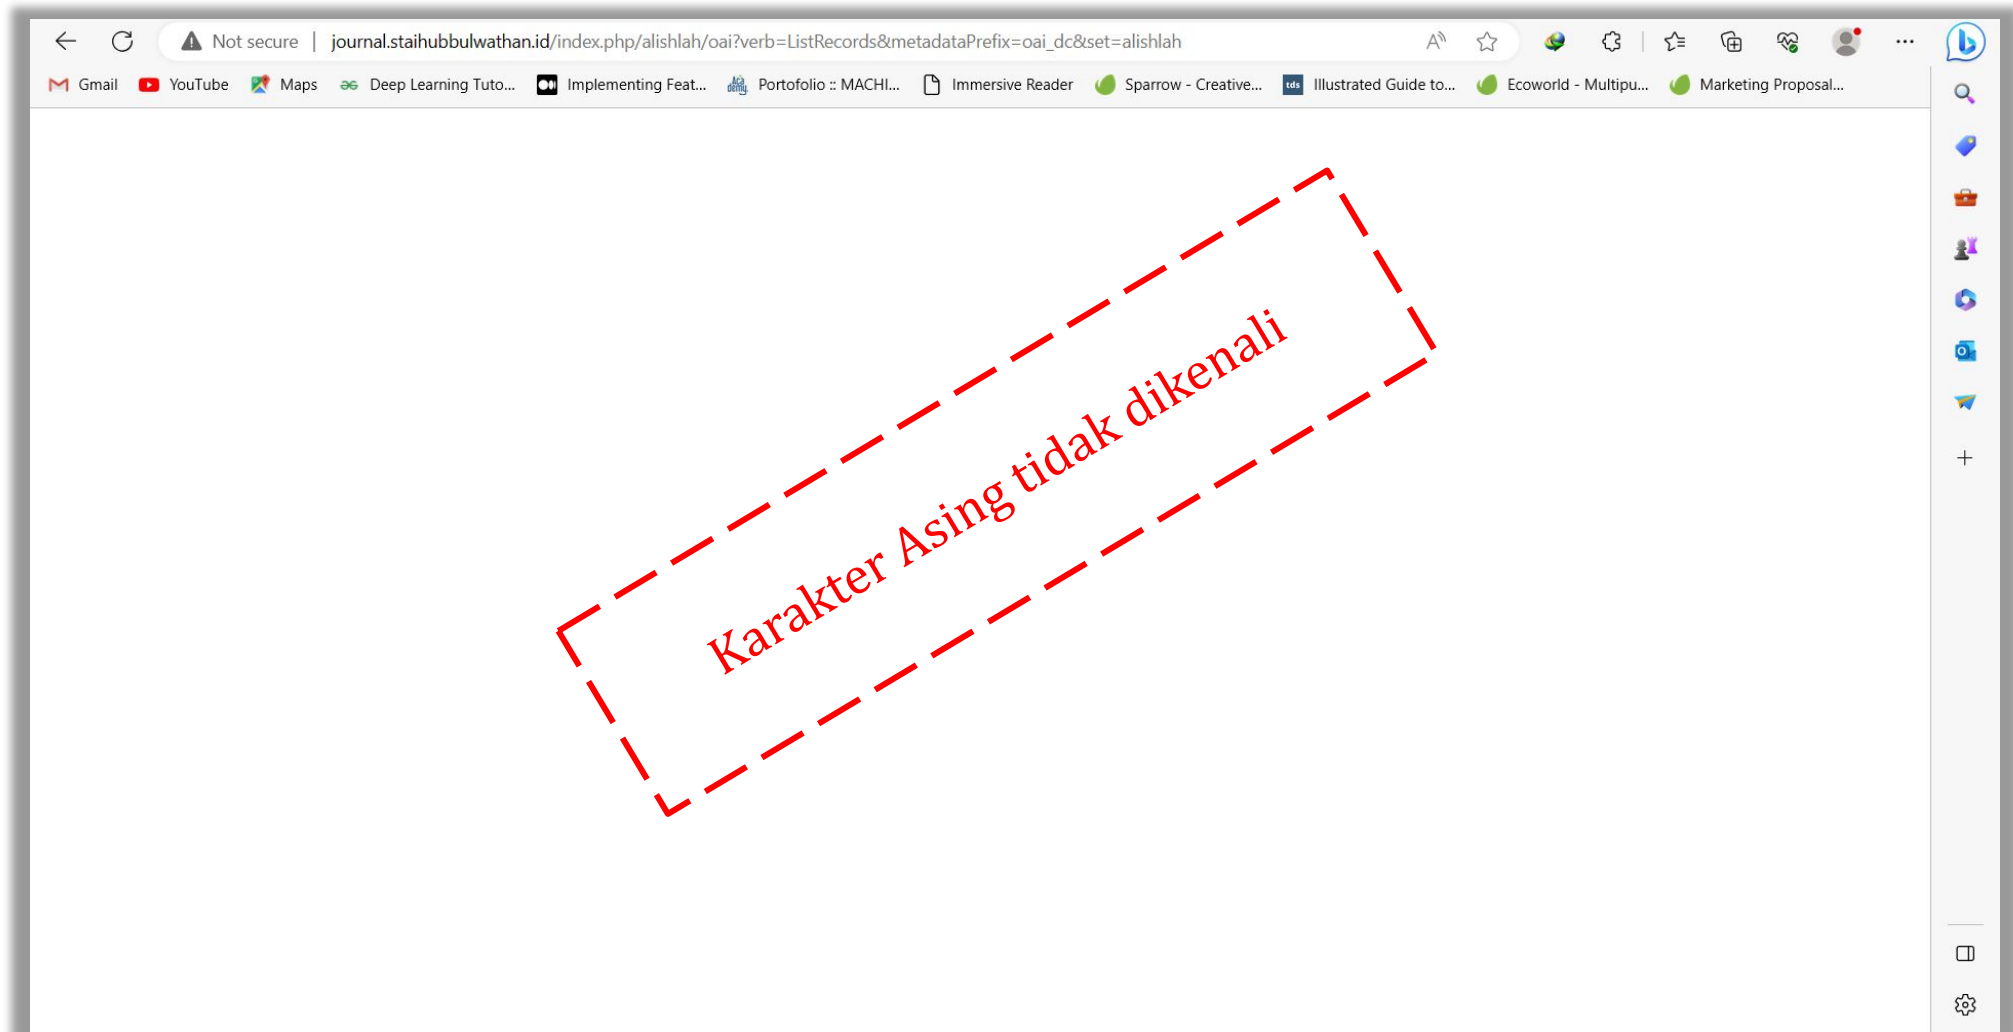 Not secure | journal.staihubbulwathan.id/index.php/alishlah/oai?verb=ListRecords&metadataPrefix=oai_dc&set=alishlah
Gmail YouTube Maps Deep Learning Tuto... Implementing Feat... Portofolio :: MACHI... Immersive Reader Sparrow - Creative... tds Illustrated Guide to... Ecoworld - Multipu... Marketing Proposal...
Karakter Asing tidak dikenali